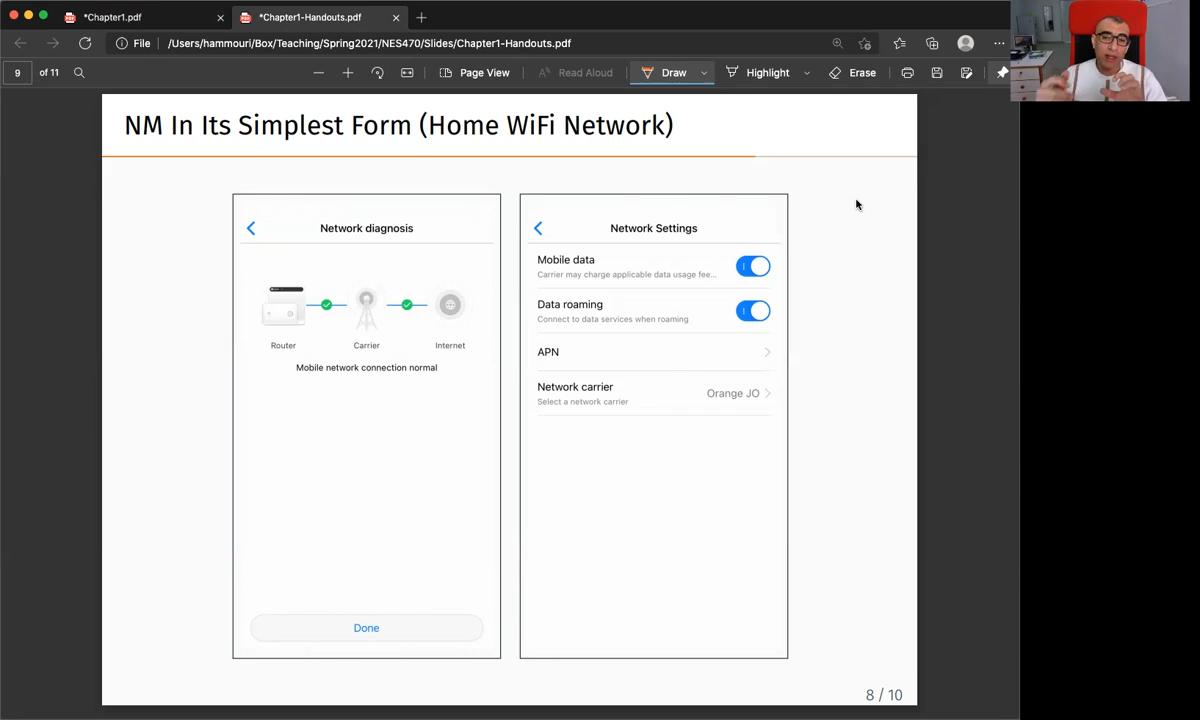 *Chapter1.pdf
*Chapter1-Handouts.pdf
File
/Users/hammouri/Box/Teaching/Spring2021/NES470/Slides/Chapter1-Handouts.pdf
9 of 11
Page View
Read Aloud
Draw
Highlight
Erase
NM In Its Simplest Form (Home WiFi Network)
Network diagnosis
Router
Carrier
Internet
Mobile network connection normal
Done
Network Settings
Mobile data
Carrier may charge applicable data usage fee...
Data roaming
Connect to data services when roaming
APN
Network carrier
Select a network carrier
Orange JO
8 / 10